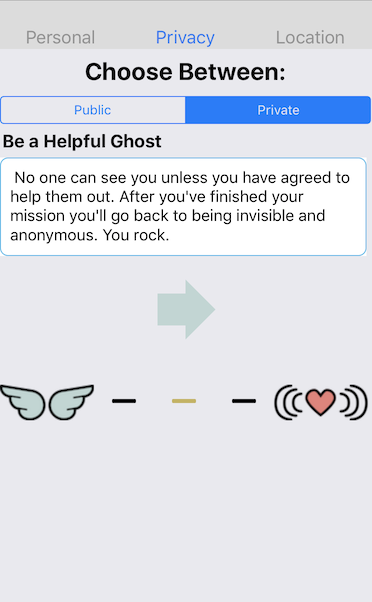 Personal Privacy Location
Choose Between:
Public Private
Be a Helpful Ghost
No one can see you unless you have agreed to
help them out. After you've finished your
mission you'll go back to being invisible and
anonymous. You rock.